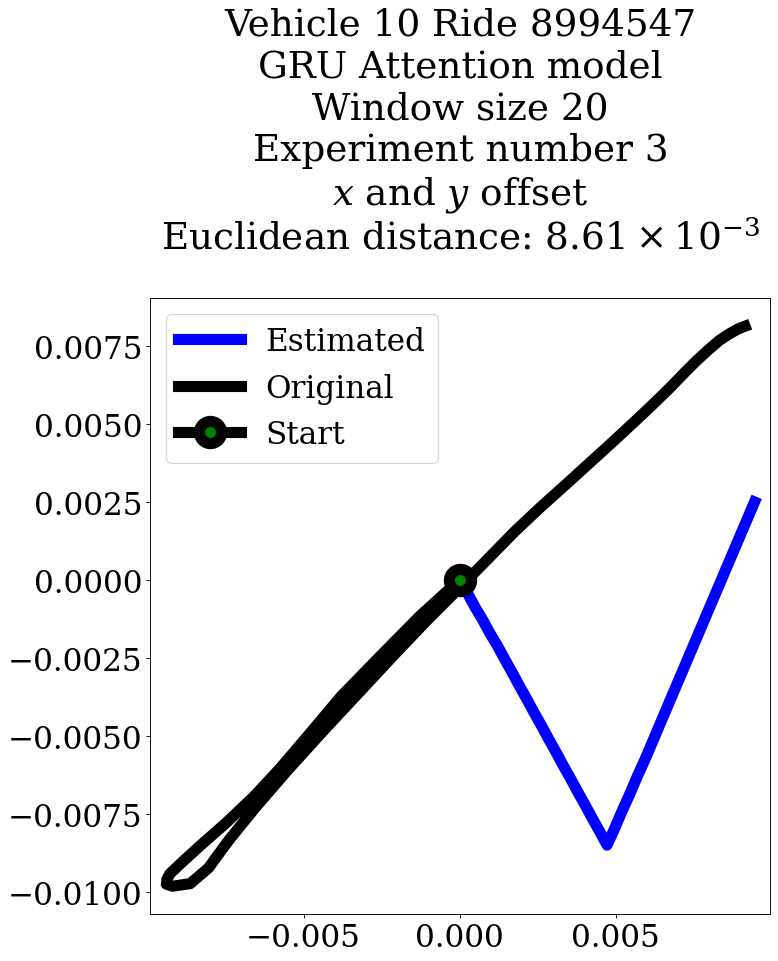 Vehicle 10 Ride 8994547
GRU Attention model
Window size 20
Experiment number 3
x and y offset
Euclidean distance: 8.61 × 10⁻³
Estimated
Original
Start
0.0075
0.0050
0.0025
0.0000
−0.0025
−0.0050
−0.0075
−0.0100
−0.005
0.000
0.005